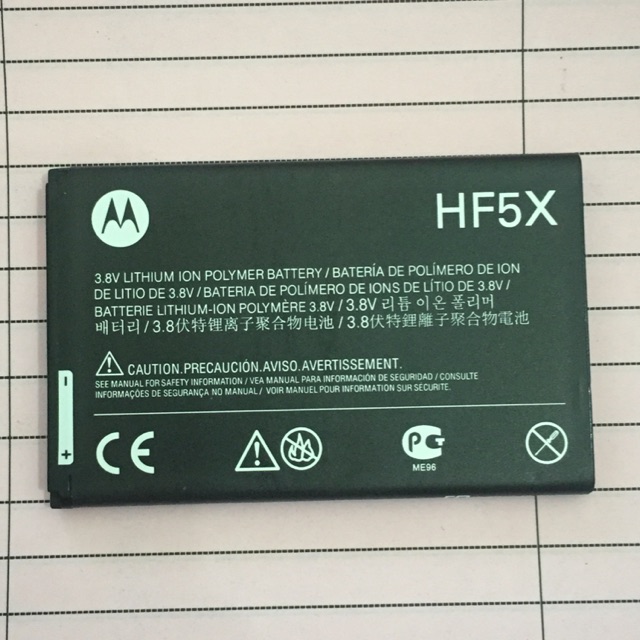 HF5X
3.8V LITHIUM ION POLYMER BATTERY / BATERÍA DE POLÍMERO DE ION
DE LITIO DE 3.8V / BATERIA DE POLÍMERO DE IONS DE LÍTIO DE 3.8V /
BATTERIE LITHIUM-ION POLYMÈRE 3.8V / 3.8V 리튬 이온 폴리머
배터리 / 3.8伏特锂离子聚合物电池 / 3.8伏特鋰離子聚合物電池
CAUTION.PRECAUCIÓN.AVISO.AVERTISSEMENT.
SEE MANUAL FOR SAFETY INFORMATION / VEA MANUAL PARA INFORMACIÓN DE SEGURIDAD / CONSULTE
INFORMAÇÕES DE SEGURANÇA NO MANUAL / VOIR MANUEL POUR INFORMATION SUR LE SÉCURITÉ.
- +
CE
PG
ME96